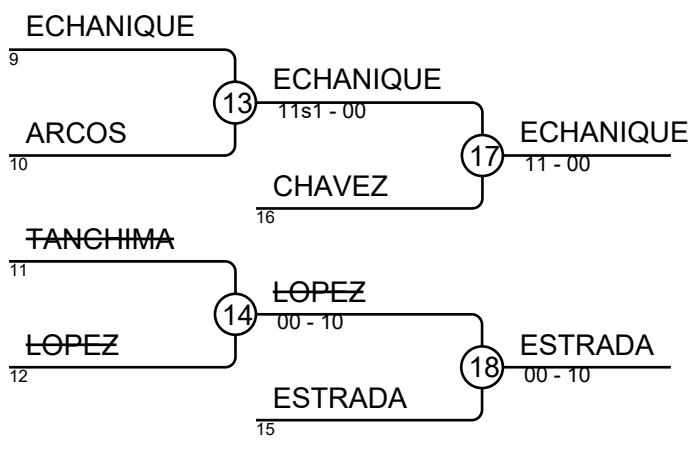 ECHANIQUE
9
13
ECHANIQUE
11s1 - 00
ARCOS
10
17
ECHANIQUE
11 - 00
CHAVEZ
16
TANCHIMA
11
14
LOPEZ
00 - 10
LOPEZ
12
18
ESTRADA
00 - 10
ESTRADA
15